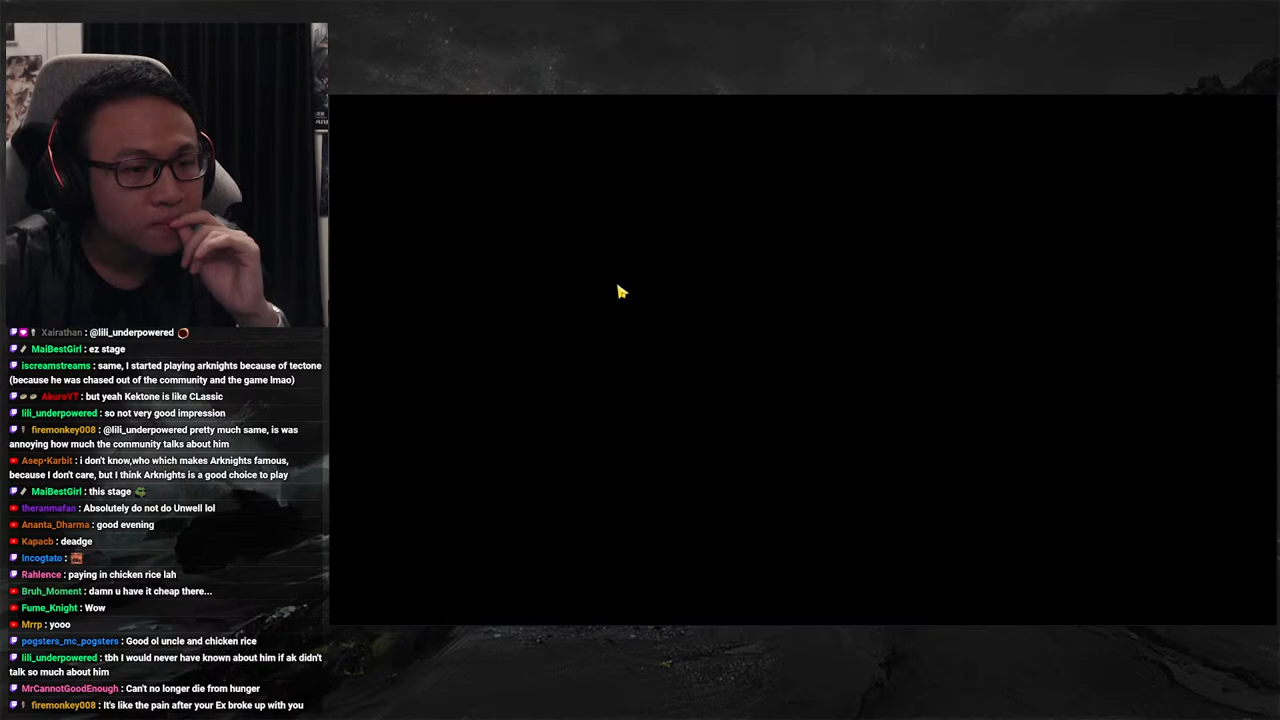 Xairathan : @lili_underpowered
MaiBestGirl : ez stage
iscreamstreams : same, I started playing arknights because of tectone
(because he was chased out of the community and the game lmao)
AkuroYT : but yeah Kektone is like CLassic
lili_underpowered : so not very good impression
firemonkey008 : @lili_underpowered pretty much same, is was
annoying how much the community talks about him
Asep•Karbit : i don't know,who which makes Arknights famous,
because I don't care, but I think Arknights is a good choice to play
MaiBestGirl : this stage
theranmafan : Absolutely do not do Unwell lol
Ananta_Dharma : good evening
Kapacb : deadge
Incogtato :
Rahlence : paying in chicken rice lah
Bruh_Moment : damn u have it cheap there...
Fume_Knight : Wow
Mrrp : yooo
pogsters_mc_pogsters : Good ol uncle and chicken rice
lili_underpowered : tbh I would never have known about him if ak didn't
talk so much about him
MrCannotGoodEnough : Can't no longer die from hunger
firemonkey008 : It's like the pain after your Ex broke up with you